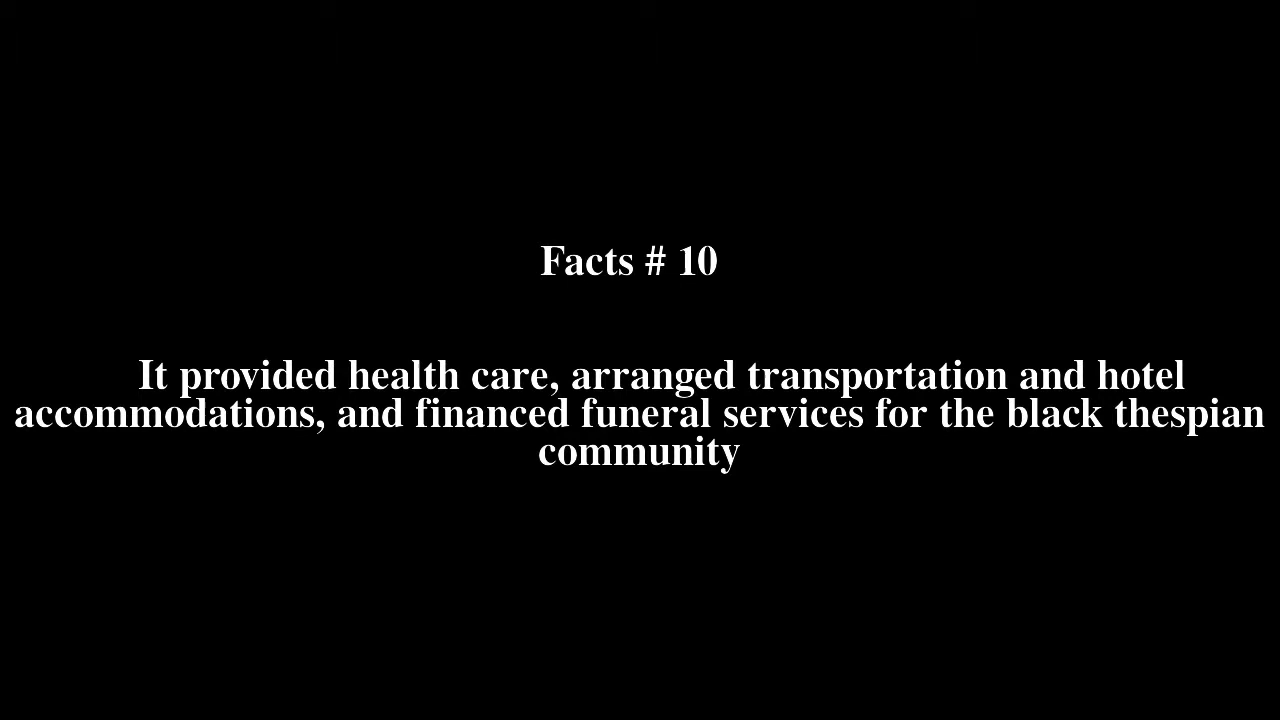 Facts # 10
It provided health care, arranged transportation and hotel
accommodations, and financed funeral services for the black thespian
community